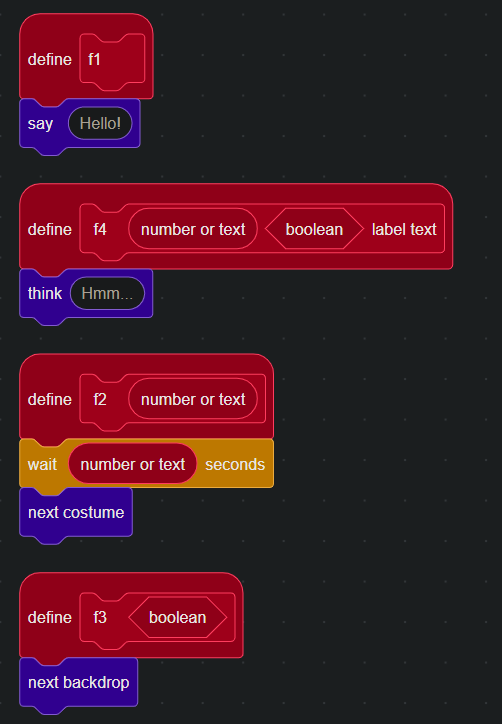 define f1
say Hello!
define f4 number or text boolean label text
think Hmm...
define f2 number or text
wait number or text seconds
next costume
define f3 boolean
next backdrop